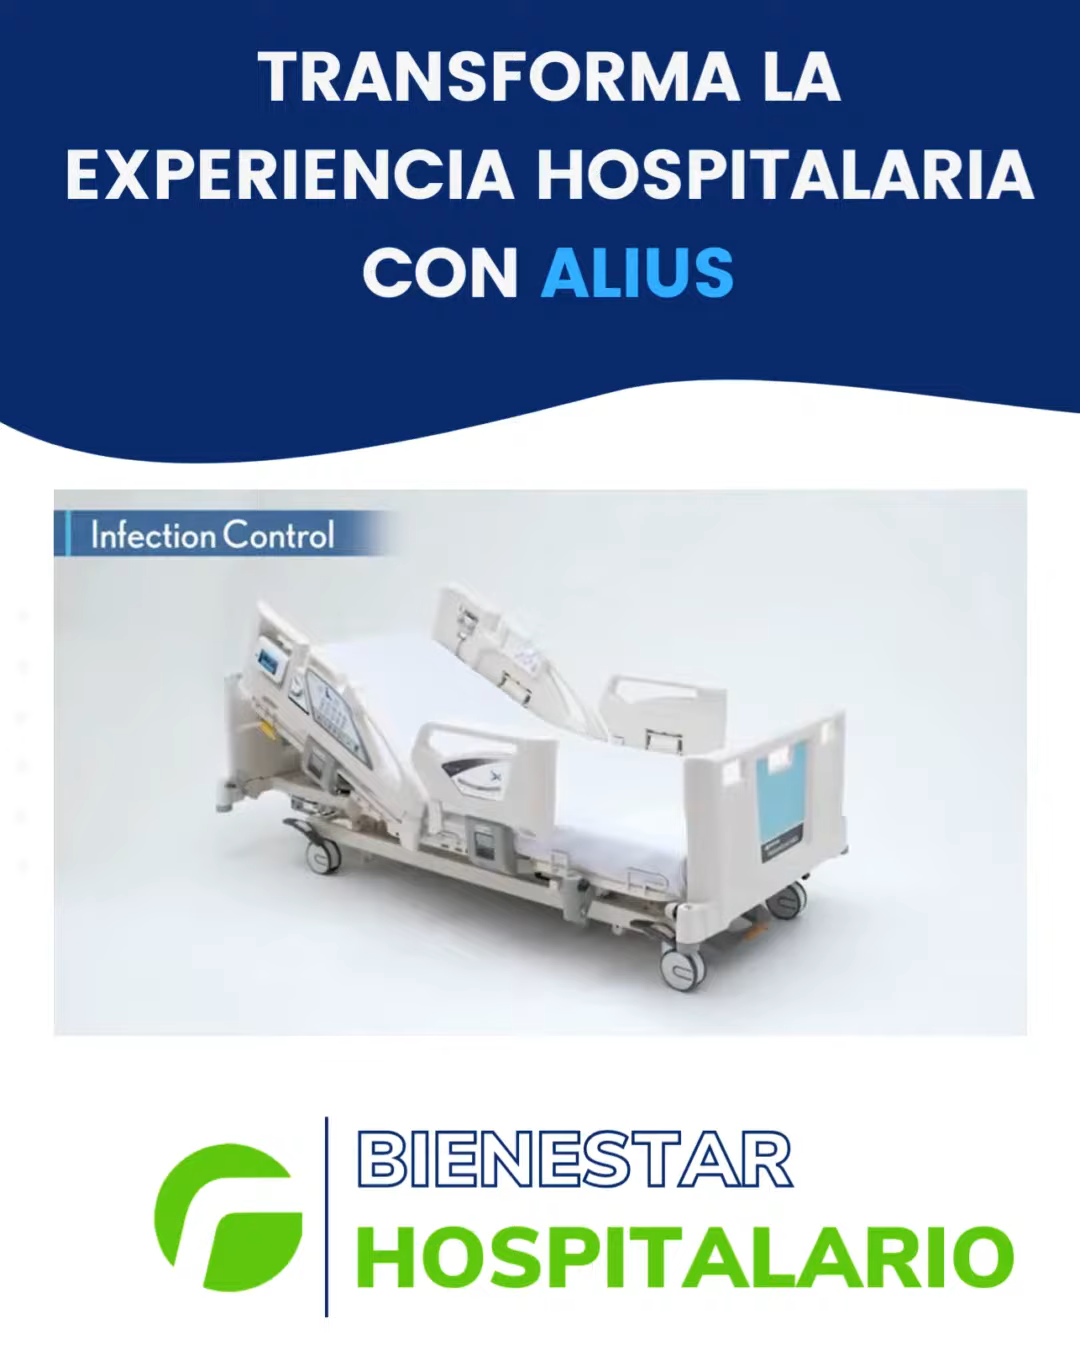 TRANSFORMA LA
EXPERIENCIA HOSPITALARIA
CON ALIUS
Infection Control
BIENESTAR
HOSPITALARIO